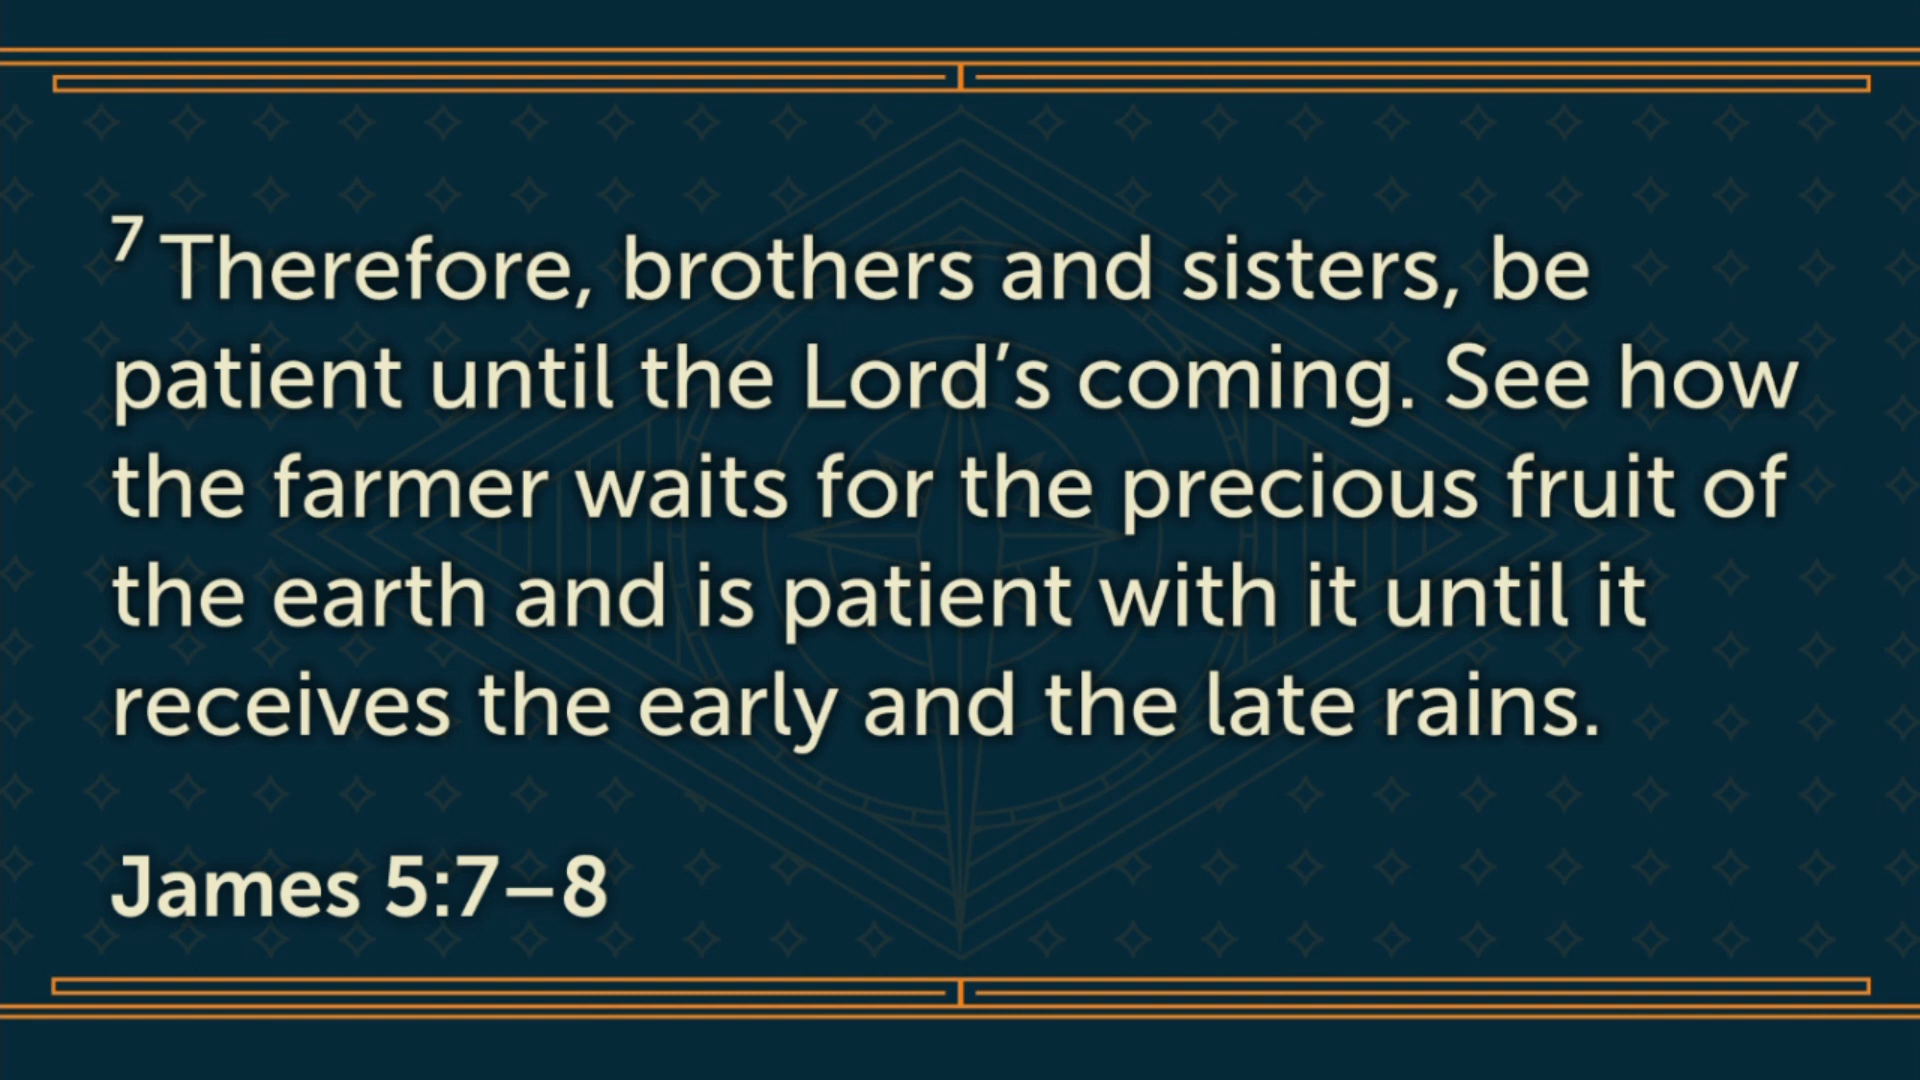 7 Therefore, brothers and sisters, be
patient until the Lord’s coming. See how
the farmer waits for the precious fruit of
the earth and is patient with it until it
receives the early and the late rains.
James 5:7–8